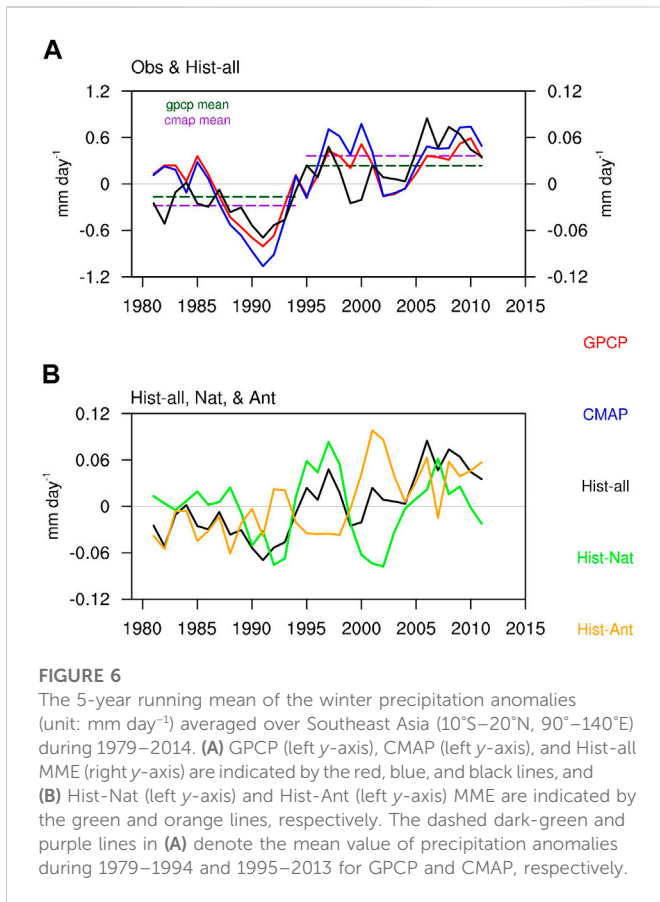 A
Obs & Hist-all
gpcp mean
cmap mean
1.2
0.6
0
-0.6
-1.2
mm day⁻¹
0.12
0.06
0
-0.06
-0.12
mm day⁻¹
1980 1985 1990 1995 2000 2005 2010 2015
B
Hist-all, Nat, & Ant
0.12
0.06
0
-0.06
-0.12
mm day⁻¹
1980 1985 1990 1995 2000 2005 2010 2015
GPCP
CMAP
Hist-all
Hist-Nat
Hist-Ant
FIGURE 6
The 5-year running mean of the winter precipitation anomalies
(unit: mm day⁻¹) averaged over Southeast Asia (10°S–20°N, 90°–140°E)
during 1979–2014. (A) GPCP (left y-axis), CMAP (left y-axis), and Hist-all
MME (right y-axis) are indicated by the red, blue, and black lines, and
(B) Hist-Nat (left y-axis) and Hist-Ant (left y-axis) MME are indicated by
the green and orange lines, respectively. The dashed dark-green and
purple lines in (A) denote the mean value of precipitation anomalies
during 1979–1994 and 1995–2013 for GPCP and CMAP, respectively.